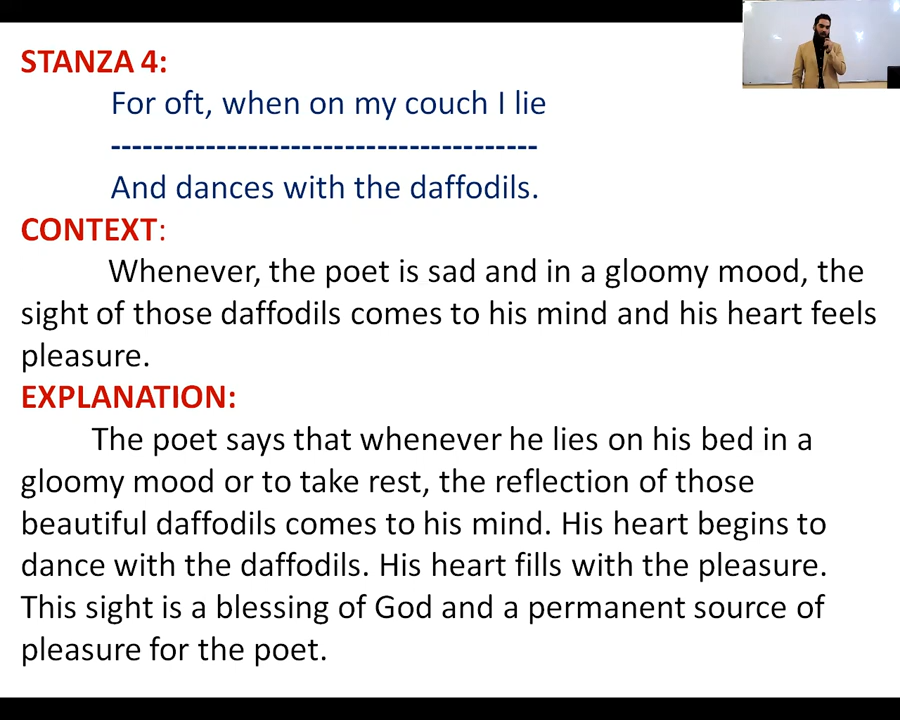 STANZA 4:
For oft, when on my couch I lie
---------------------------------------
And dances with the daffodils.
CONTEXT:
Whenever, the poet is sad and in a gloomy mood, the
sight of those daffodils comes to his mind and his heart feels
pleasure.
EXPLANATION:
The poet says that whenever he lies on his bed in a
gloomy mood or to take rest, the reflection of those
beautiful daffodils comes to his mind. His heart begins to
dance with the daffodils. His heart fills with the pleasure.
This sight is a blessing of God and a permanent source of
pleasure for the poet.